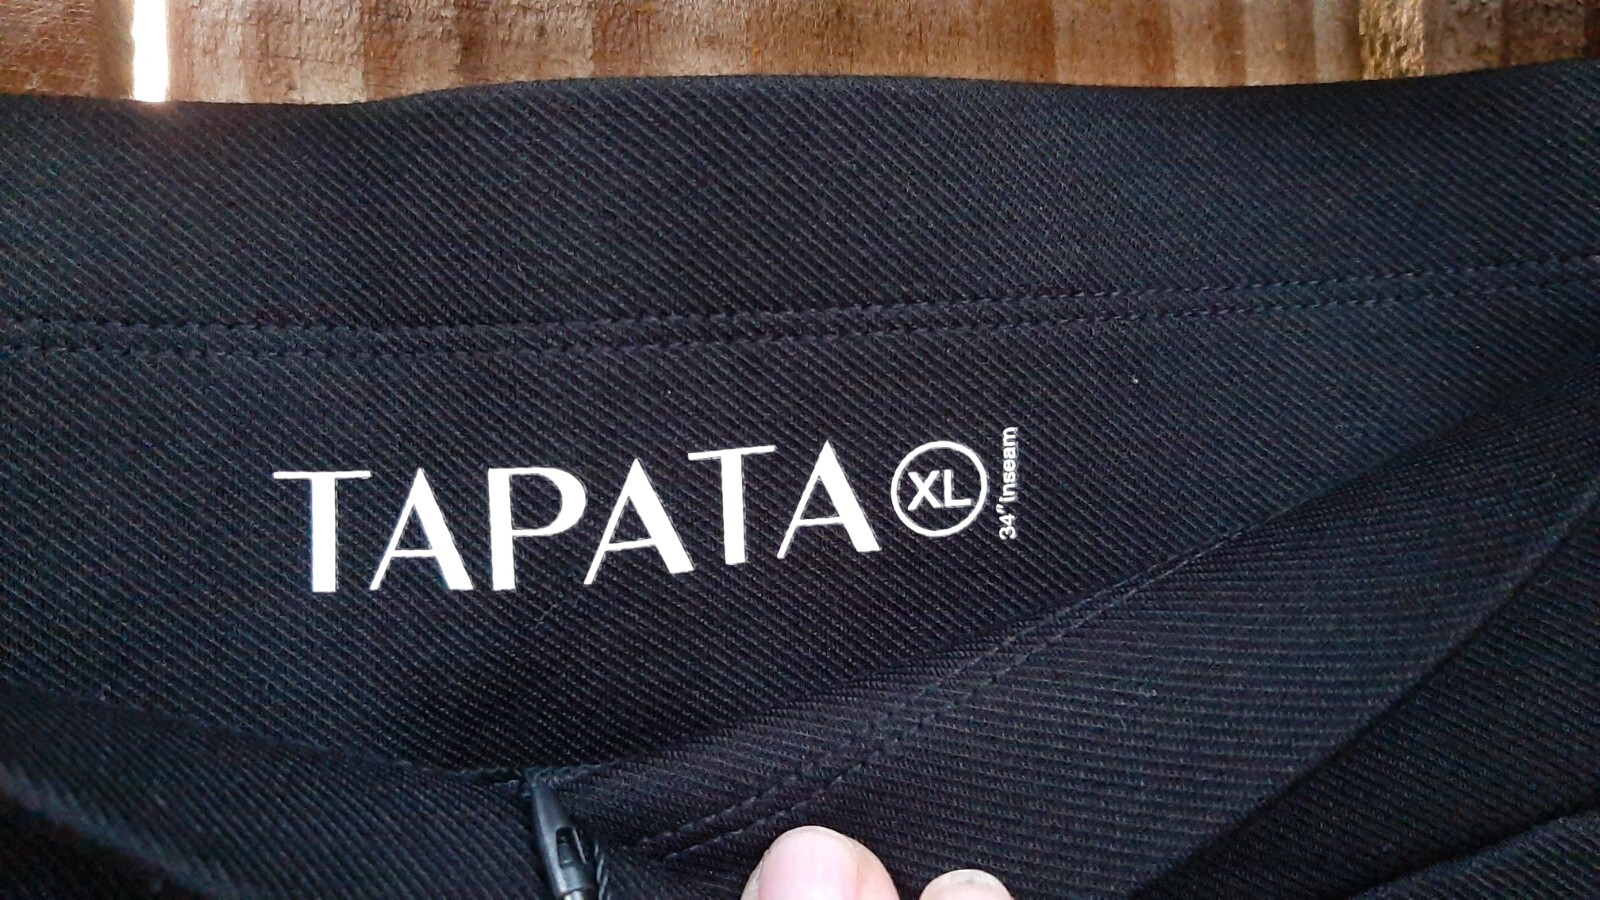 TAPATA XL
34" inseam